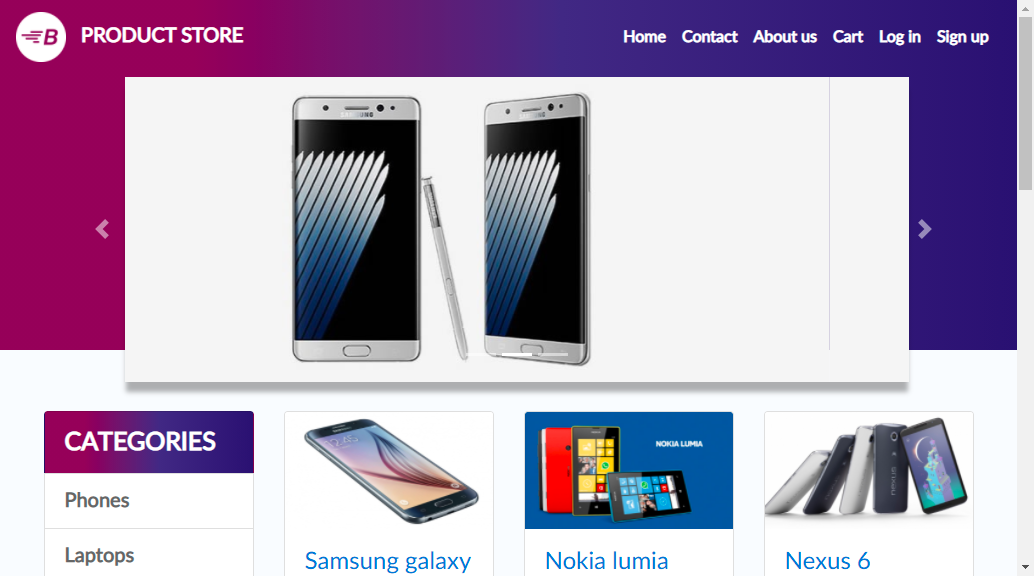 B PRODUCT STORE
Home Contact About us Cart Log in Sign up
SAMSUNG
SAMSUNG
CATEGORIES
Phones
Laptops
NOKIA LUMIA
nexus
Samsung galaxy
Nokia lumia
Nexus 6